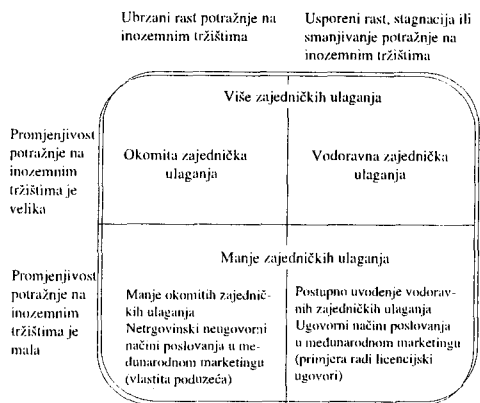 Ubrzani rast potražnje na
inozemnim tržištima
Usporeni rast, stagnacija ili
smanjivanje potražnje na
inozemnim tržištima
Više zajedničkih ulaganja
Promjenjivost
potražnje na
inozemnim
tržištima je
velika
Okomita zajednička
ulaganja
Vodoravna zajednička
ulaganja
Manje zajedničkih ulaganja
Promjenjivost
potražnje na
inozemnim
tržištima je
mala
Manje okomitih zajednič-
kih ulaganja
Netrgovinski neugovorni
načini poslovanja u me-
đunarodnom marketingu
(vlastita poduzeća)
Postupno uvođenje vodorav-
nih zajedničkih ulaganja
Ugovorni načini poslovanja
u međunarodnom marketingu
(primjera radi licencijski
ugovori)